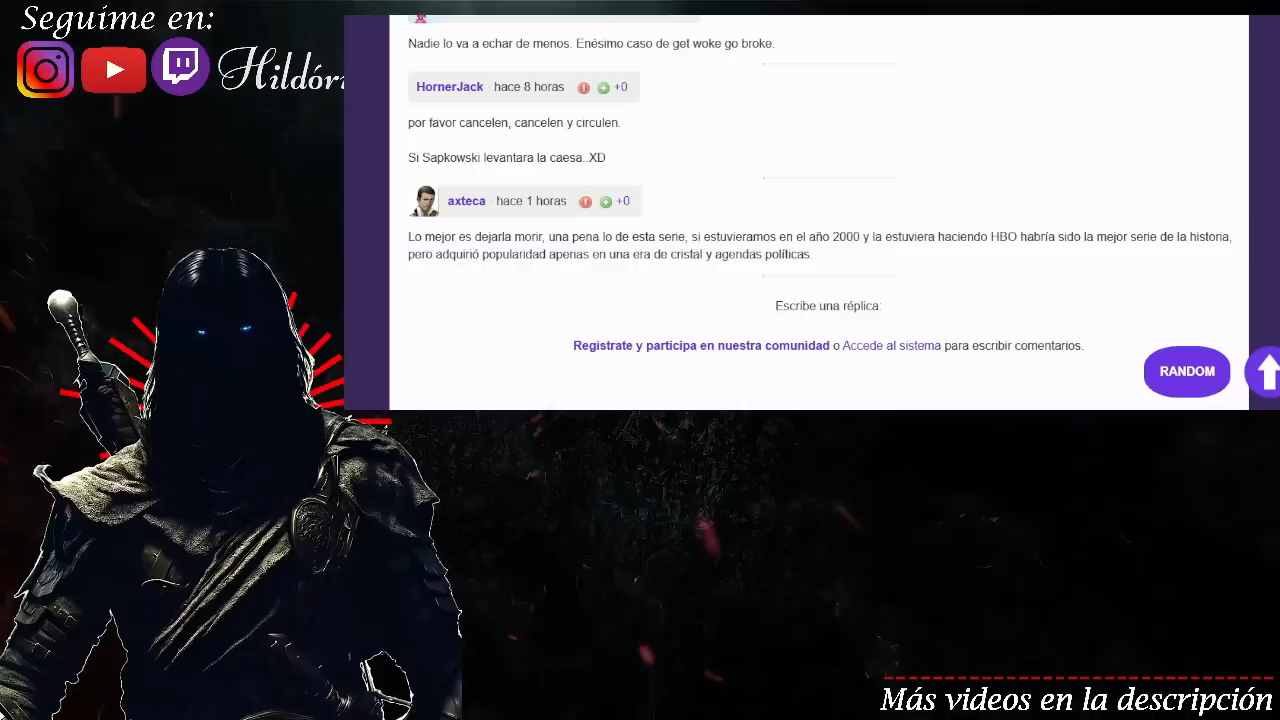 Seguíme en:
Hildór
Nadie lo va a echar de menos. Enésimo caso de get woke go broke.
HornerJack · hace 8 horas +0
por favor cancelen, cancelen y circulen.
Si Sapkowski levantara la caesa..XD
axteca · hace 1 horas +0
Lo mejor es dejarla morir, una pena lo de esta serie, si estuvieramos en el año 2000 y la estuviera haciendo HBO habría sido la mejor serie de la historia,
pero adquirió popularidad apenas en una era de cristal y agendas políticas.
Escribe una réplica:
Registrate y participa en nuestra comunidad o Accede al sistema para escribir comentarios.
RANDOM
Más videos en la descripción